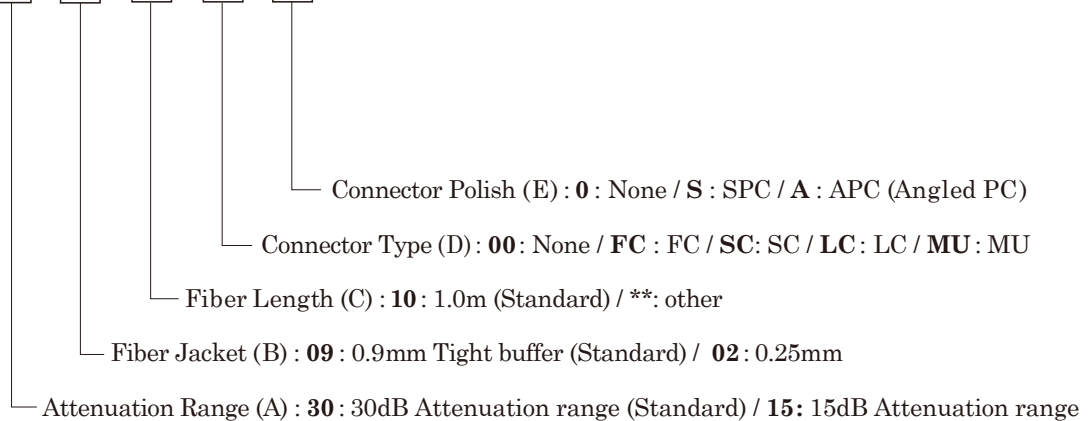 Connector Polish (E) : 0 : None / S : SPC / A : APC (Angled PC)
Connector Type (D) : 00 : None / FC : FC / SC: SC / LC : LC / MU : MU
Fiber Length (C) : 10 : 1.0m (Standard) / **: other
Fiber Jacket (B) : 09 : 0.9mm Tight buffer (Standard) / 02 : 0.25mm
Attenuation Range (A) : 30 : 30dB Attenuation range (Standard) / 15: 15dB Attenuation range